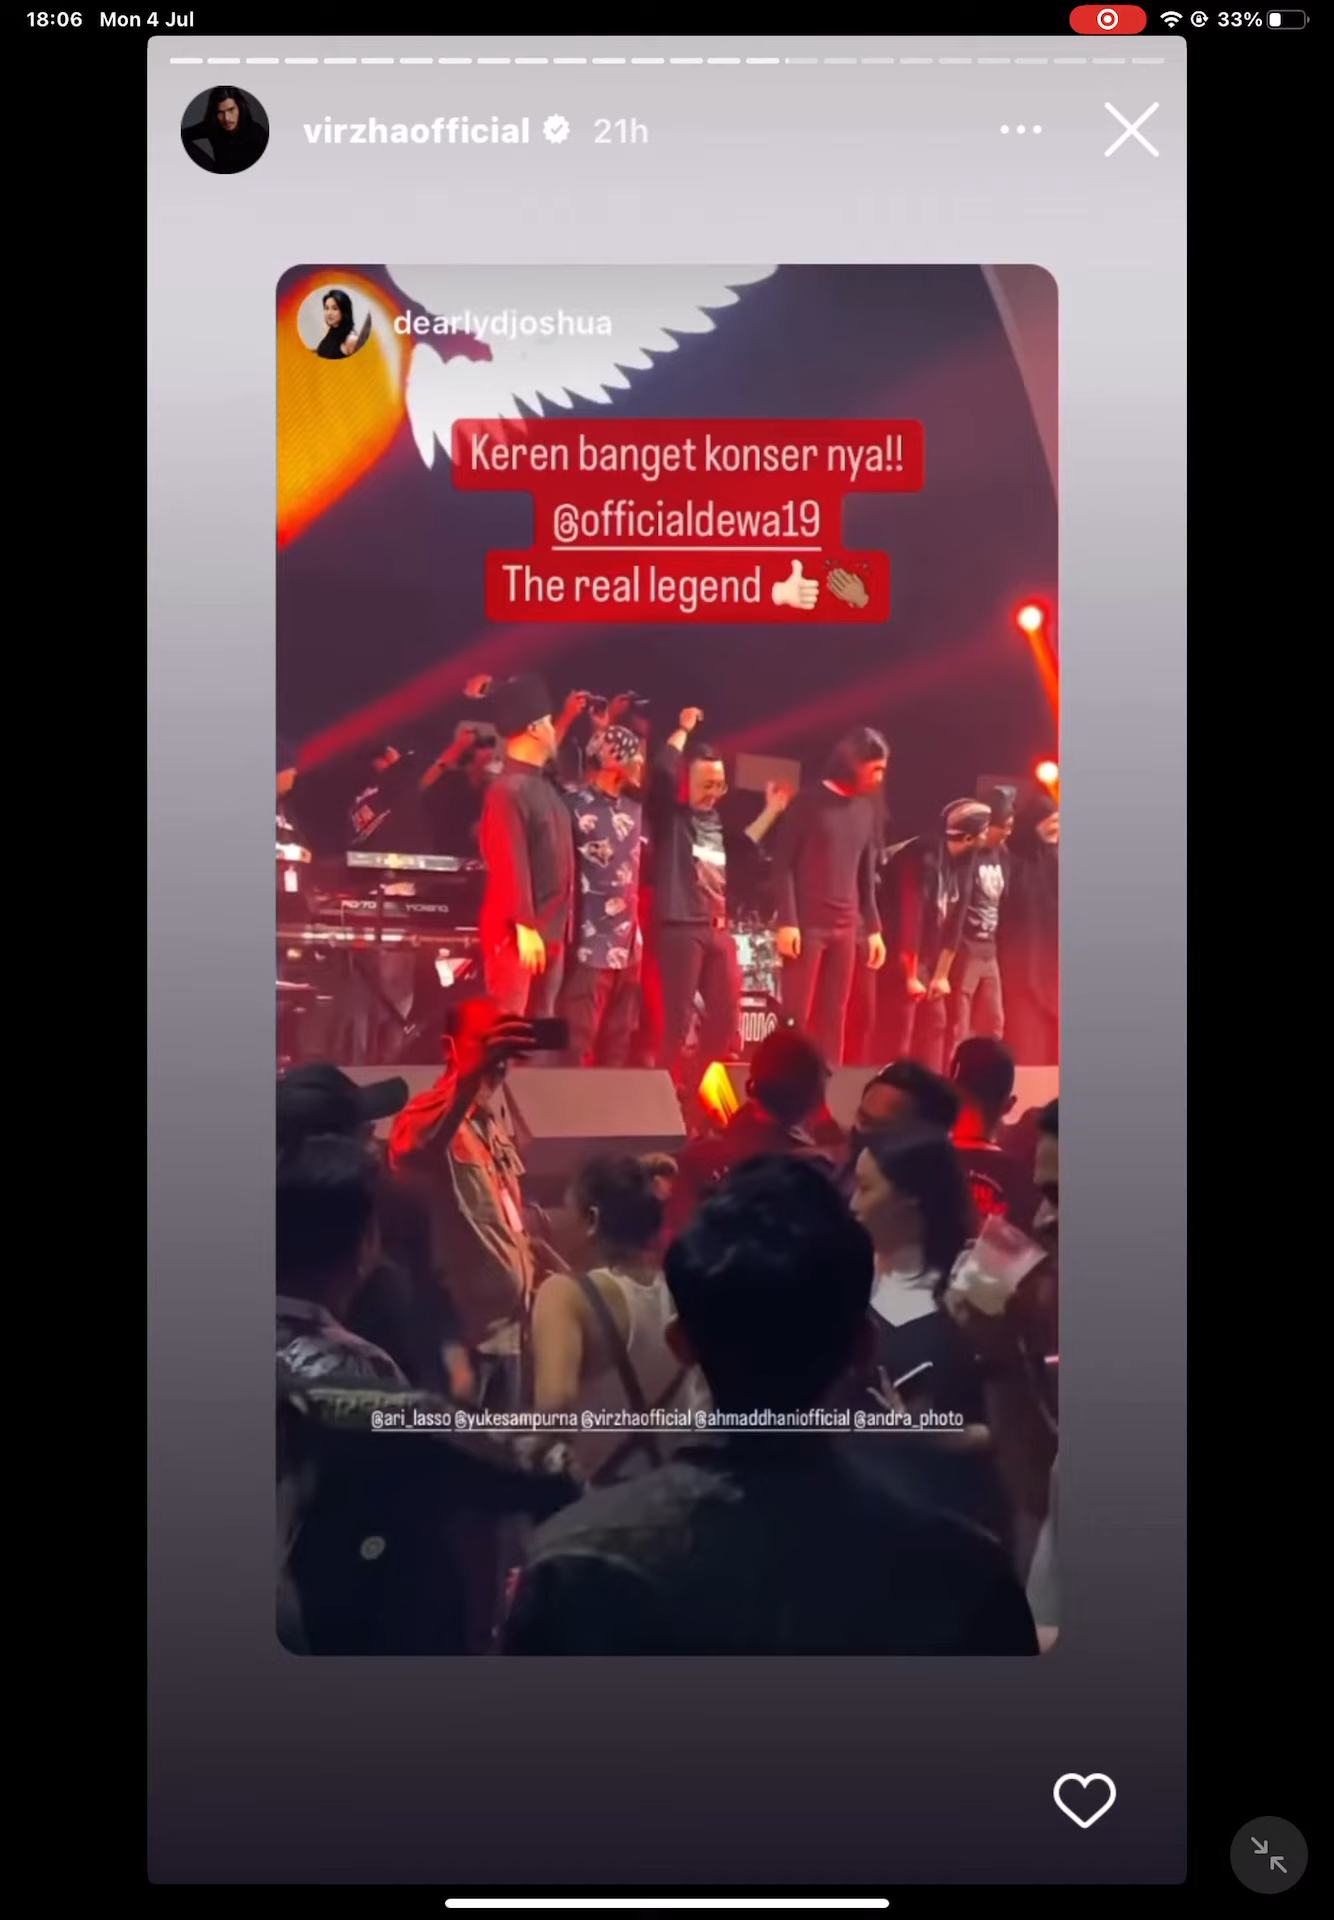 18:06 Mon 4 Jul
33%
virzhaofficial 21h
dearlydjoshua
Keren banget konser nya!!
@officialdewa19
The real legend 👍🏻👏🏽
@ari_lasso @yukesampurna @virzhaofficial @ahmaddhaniofficial @andra_photo